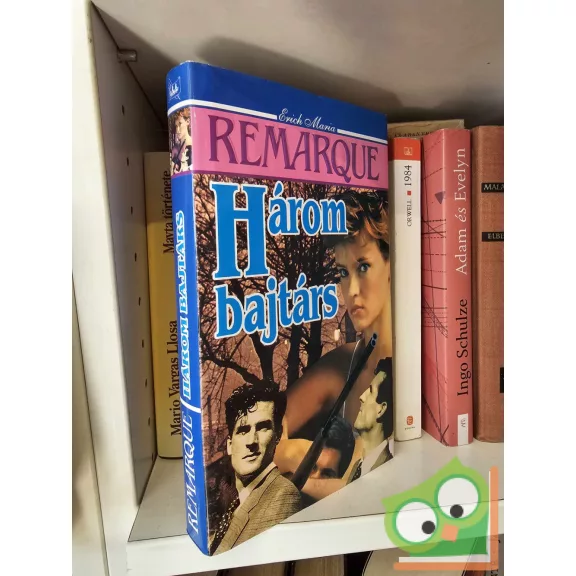 Erich Maria
REMARQUE
Három
bajtárs
REMARQUE
HÁROM BAJTÁRS
Mario Vargas Llosa
Mayta története
ORWELL
1984
Ingo Schulze
Adam és Evelyn